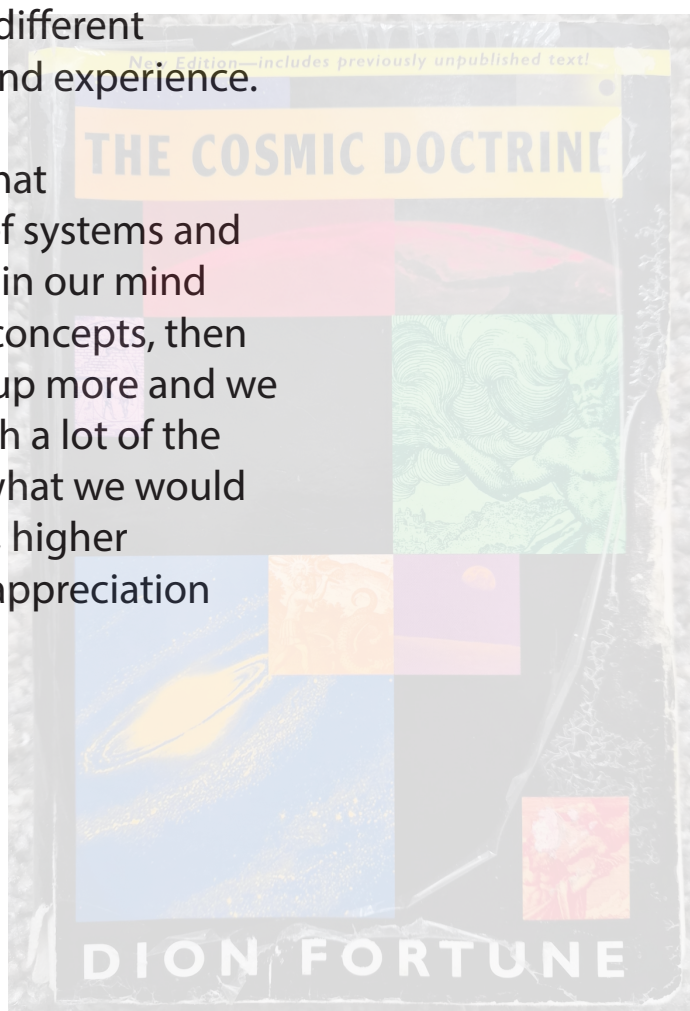 different
nd experience.
New Edition—includes previously unpublished text!
THE COSMIC DOCTRINE
hat
f systems and
in our mind
concepts, then
up more and we
h a lot of the
what we would
higher
appreciation
DION FORTUNE